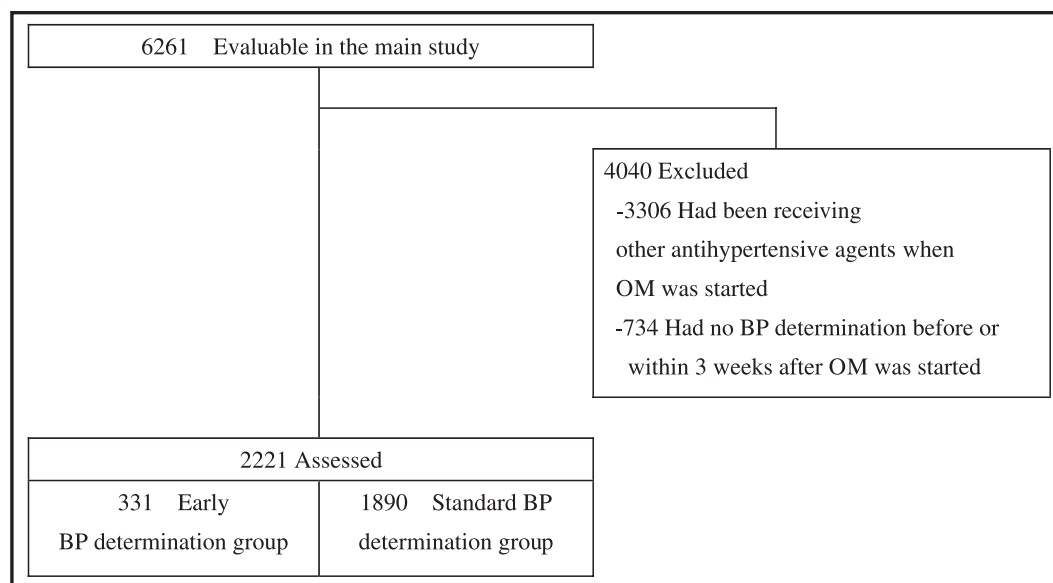 6261 Evaluable in the main study
4040 Excluded
-3306 Had been receiving
other antihypertensive agents when
OM was started
-734 Had no BP determination before or
within 3 weeks after OM was started
2221 Assessed
331 Early
BP determination group
1890 Standard BP
determination group